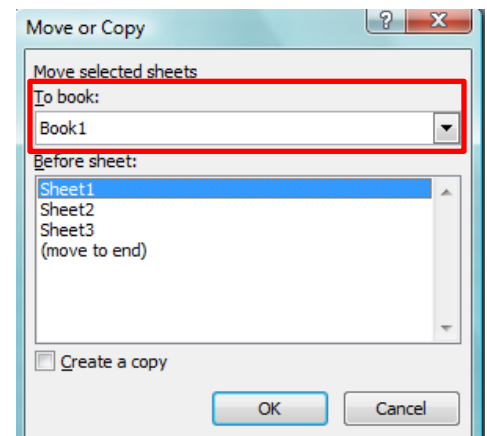 Move or Copy
Move selected sheets
To book:
Book1
Before sheet:
Sheet1
Sheet2
Sheet3
(move to end)
Create a copy
OK Cancel